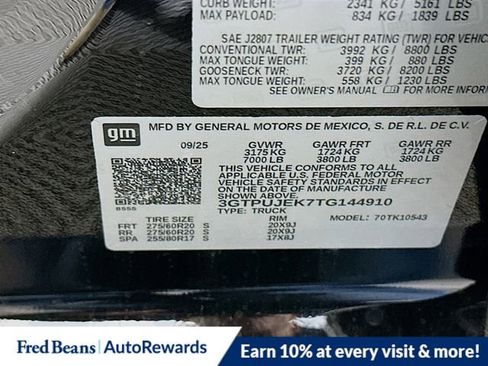 CURB WEIGHT: 2341 KG / 5161 LBS
MAX PAYLOAD: 834 KG / 1839 LBS
SAE J2807 TRAILER WEIGHT RATING (TWR) FOR VEHICLE
CONVENTIONAL TWR: 3992 KG / 8800 LBS
MAX TONGUE WEIGHT: 399 KG / 880 LBS
GOOSENECK TWR: 3720 KG / 8200 LBS
MAX TONGUE WEIGHT: 558 KG / 1230 LBS
SEE OWNER'S MANUAL FOR MORE
gm MFD BY GENERAL MOTORS DE MEXICO, S. DE R.L. DE C.V.
09/25 GVWR GAWR FRT GAWR RR
3175 KG 1724 KG 1724 KG
7000 LB 3800 LB 3800 LB
THIS VEHICLE CONFORMS TO ALL
APPLICABLE U.S. FEDERAL MOTOR
VEHICLE SAFETY STANDARDS IN EFFECT
ON THE DATE OF MANUFACTURE
SHOWN ABOVE.
3GTPUJEK7TG144910
TYPE: TRUCK MODEL: 70TK10543
TIRE SIZE RIM
FRT 275/60R20 S 20X9J
RR 275/60R20 S 20X9J
SPA 255/80R17 S 17X8J
Fred Beans | AutoRewards
Earn 10% at every visit & more!